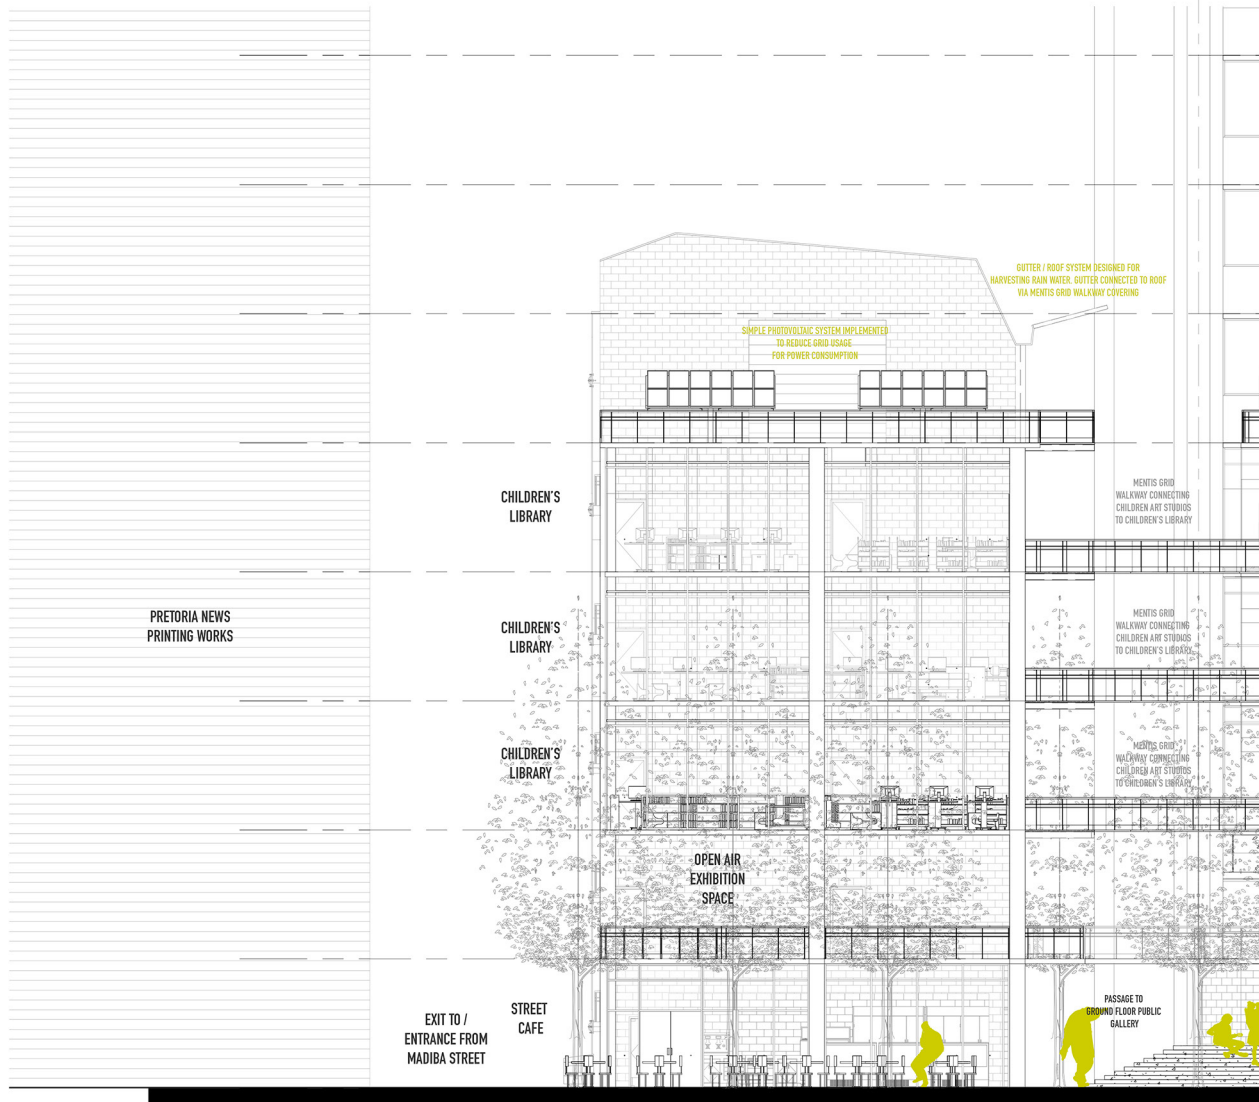 GUTTER / ROOF SYSTEM DESIGNED FOR
HARVESTING RAIN WATER. GUTTER CONNECTED TO ROOF
VIA MENTIS GRID WALKWAY COVERING
SIMPLE PHOTOVOLTAIC SYSTEM IMPLEMENTED
TO REDUCE GRID USAGE
FOR POWER CONSUMPTION
CHILDREN'S
LIBRARY
MENTIS GRID
WALKWAY CONNECTING
CHILDREN ART STUDIOS
TO CHILDREN'S LIBRARY
PRETORIA NEWS
PRINTING WORKS
CHILDREN'S
LIBRARY
MENTIS GRID
WALKWAY CONNECTING
CHILDREN ART STUDIOS
TO CHILDREN'S LIBRARY
CHILDREN'S
LIBRARY
MENTIS GRID
WALKWAY CONNECTING
CHILDREN ART STUDIOS
TO CHILDREN'S LIBRARY
OPEN AIR
EXHIBITION
SPACE
EXIT TO /
ENTRANCE FROM
MADIBA STREET
STREET
CAFE
PASSAGE TO
GROUND FLOOR PUBLIC
GALLERY